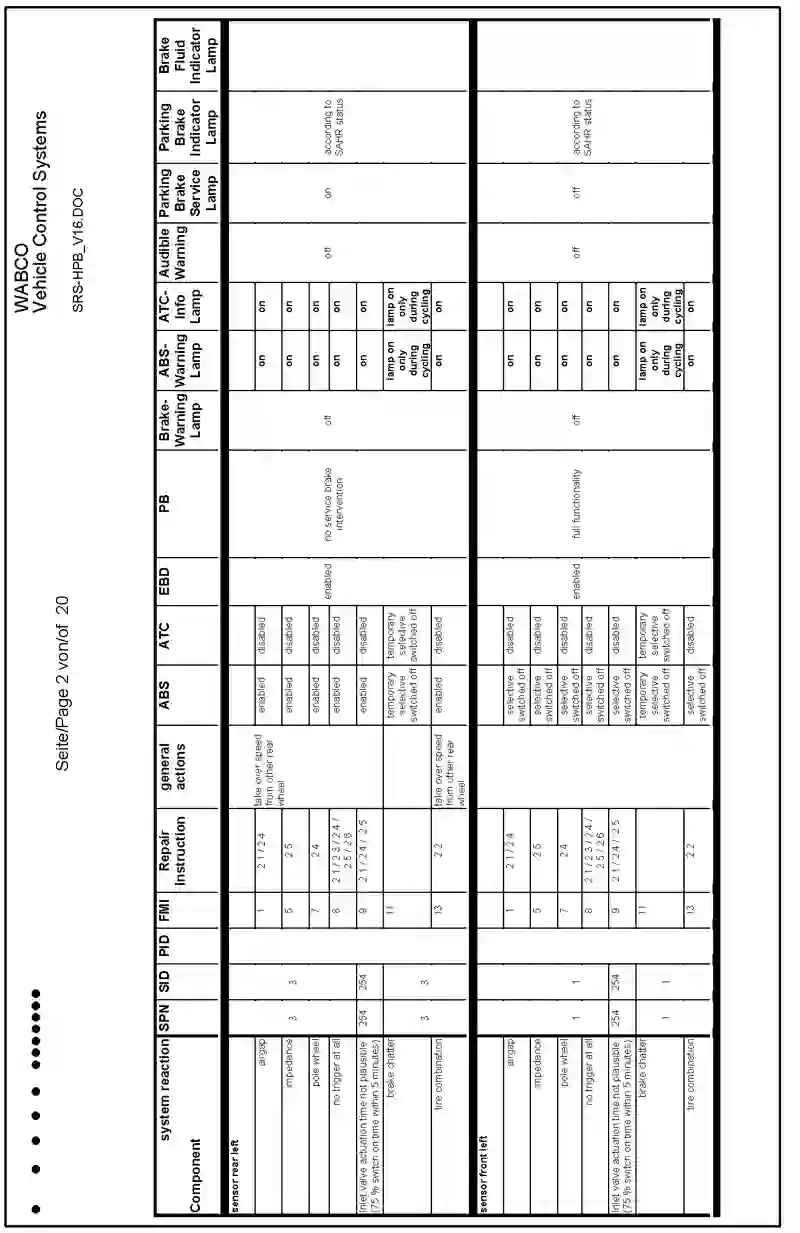 WABCO
Vehicle Control Systems
Seite/Page 2 von/of 20
SRS-HPB_V16.DOC
system reaction
Component
SPN
SID
PID
FMI
Repair
Instruction
general
actions
ABS
ATC
EBD
PB
Brake-
Warning
Lamp
ABS-
Warning
Lamp
ATC-
Info
Lamp
Audible
Warning
Parking
Brake
Service
Lamp
Parking
Brake
Indicator
Lamp
Brake
Fluid
Indicator
Lamp
sensor rear left
airgap
1
2.1 / 2.4
take over speed
from other rear
wheel
enabled
disabled
on
on
impedance
3
3
5
2.5
enabled
disabled
on
on
pole wheel
7
2.4
enabled
disabled
on
on
no trigger at all
8
2.1 / 2.3 / 2.4 /
2.5 / 2.6
enabled
disabled
enabled
no service brake
intervention
off
on
on
off
on
according to
SAHR status
inlet valve actuation time not plausible
(75 % switch on time within 5 minutes)
254
254
9
2.1 / 2.4 / 2.5
enabled
disabled
on
on
brake chatter
3
3
11
temporary
selective
switched off
temporary
selective
switched off
lamp on
only
during
cycling
lamp on
only
during
cycling
tire combination
13
2.2
take over speed
from other rear
wheel
enabled
disabled
on
on
sensor front left
airgap
1
2.1 / 2.4
selective
switched off
disabled
on
on
impedance
5
2.5
selective
switched off
disabled
on
on
pole wheel
1
1
7
2.4
selective
switched off
disabled
on
on
no trigger at all
8
2.1 / 2.3 / 2.4 /
2.5 / 2.6
selective
switched off
disabled
enabled
full functionality
off
on
on
off
off
according to
SAHR status
inlet valve actuation time not plausible
(75 % switch on time within 5 minutes)
254
254
9
2.1 / 2.4 / 2.5
selective
switched off
disabled
on
on
brake chatter
1
1
11
temporary
selective
switched off
temporary
selective
switched off
lamp on
only
during
cycling
lamp on
only
during
cycling
tire combination
13
2.2
selective
switched off
disabled
on
on